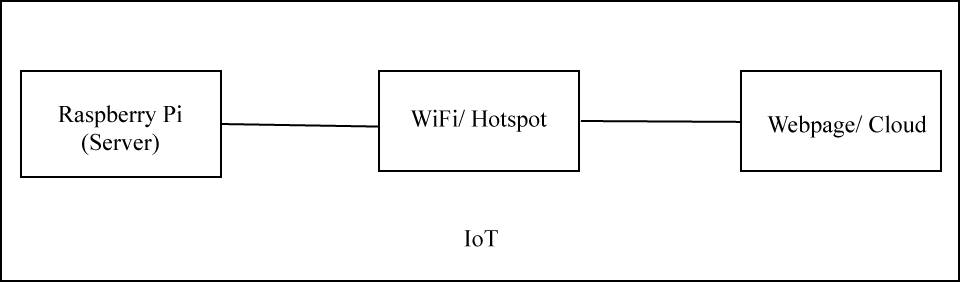 Raspberry Pi
(Server)
WiFi/ Hotspot
Webpage/ Cloud
IoT